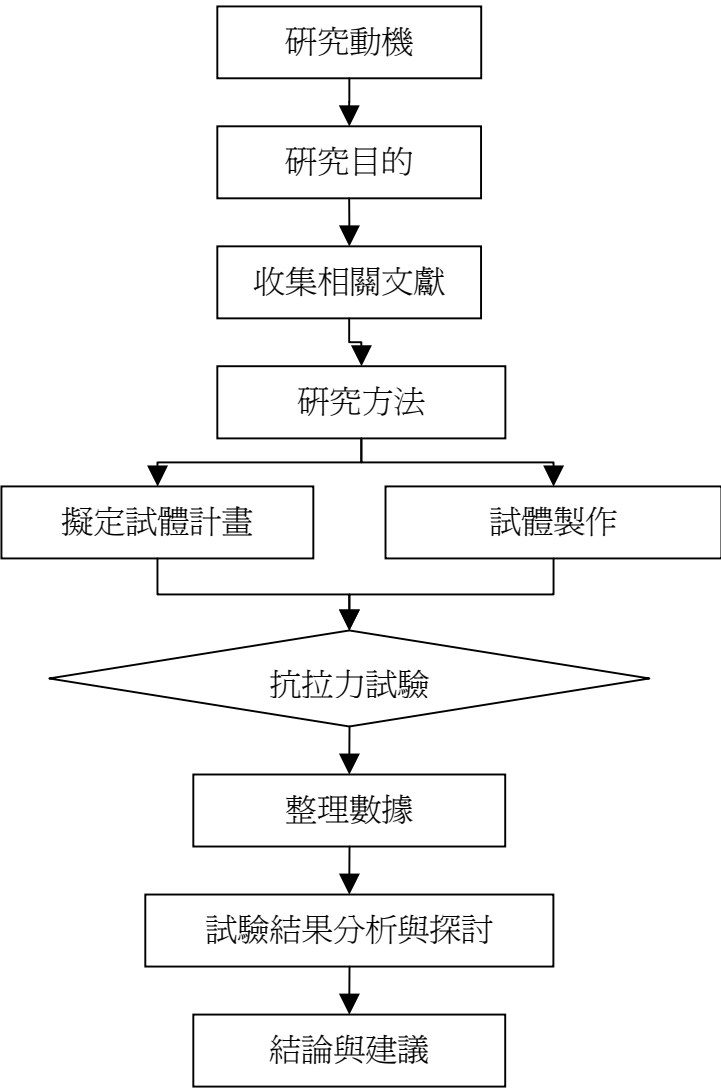 研究動機
研究目的
收集相關文獻
研究方法
擬定試體計畫
試體製作
抗拉力試驗
整理數據
試驗結果分析與探討
結論與建議